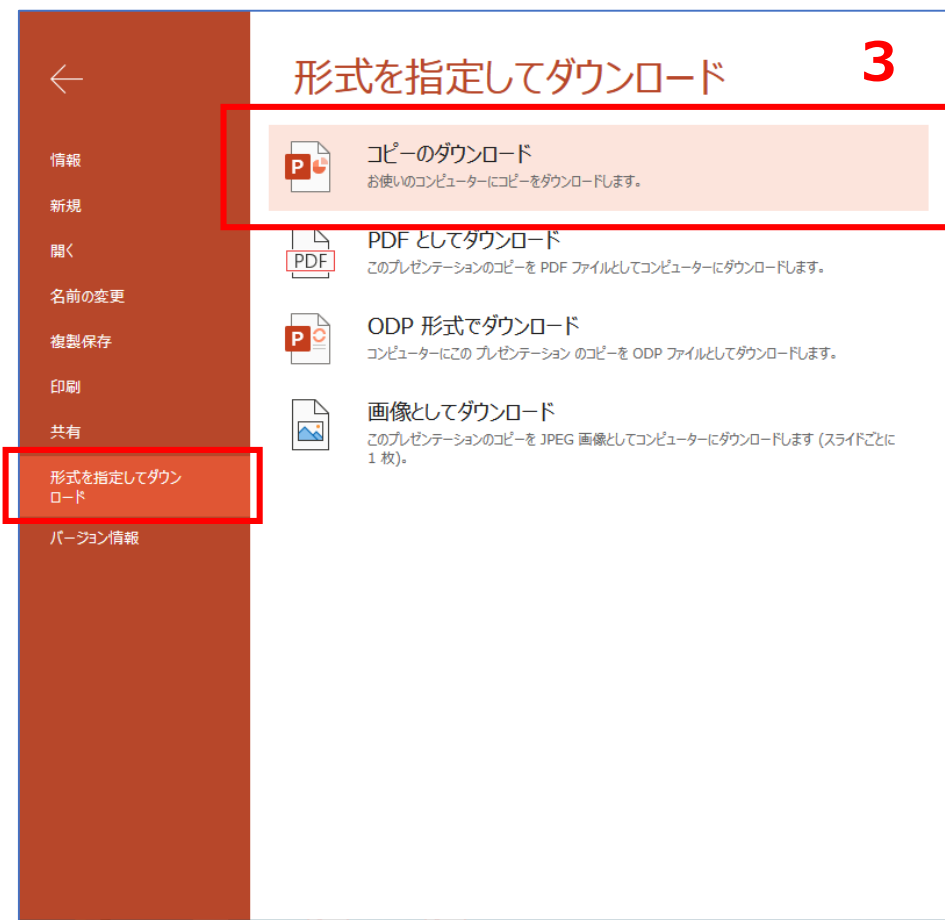 形式を指定してダウンロード
3
情報
新規
開く
名前の変更
複製保存
印刷
共有
形式を指定してダウン
ロード
バージョン情報
コピーのダウンロード
お使いのコンピューターにコピーをダウンロードします。
PDF としてダウンロード
このプレゼンテーションのコピーを PDF ファイルとしてコンピューターにダウンロードします。
ODP 形式でダウンロード
コンピューターにこの プレゼンテーション のコピーを ODP ファイルとしてダウンロードします。
画像としてダウンロード
このプレゼンテーションのコピーを JPEG 画像としてコンピューターにダウンロードします (スライドごとに
1 枚)。
P
PDF
P